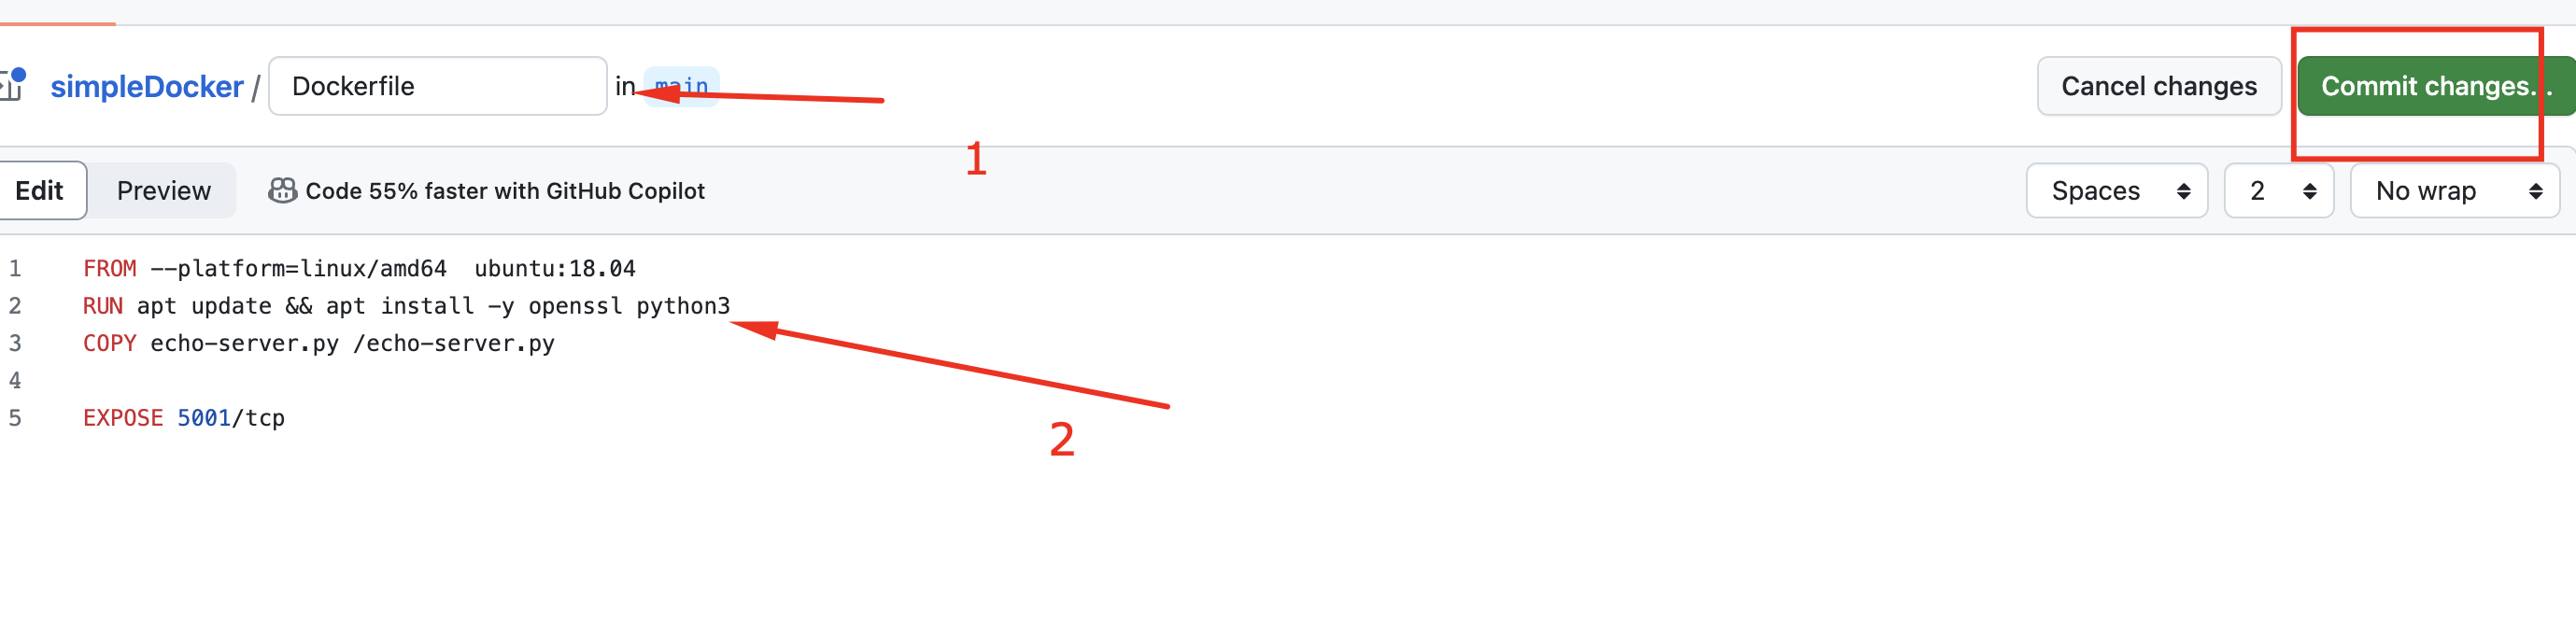 simpleDocker / Dockerfile in main Cancel changes Commit changes...
1
Edit Preview Code 55% faster with GitHub Copilot Spaces 2 No wrap
1 FROM --platform=linux/amd64  ubuntu:18.04
2 RUN apt update && apt install -y openssl python3
3 COPY echo-server.py /echo-server.py
4
5 EXPOSE 5001/tcp
2